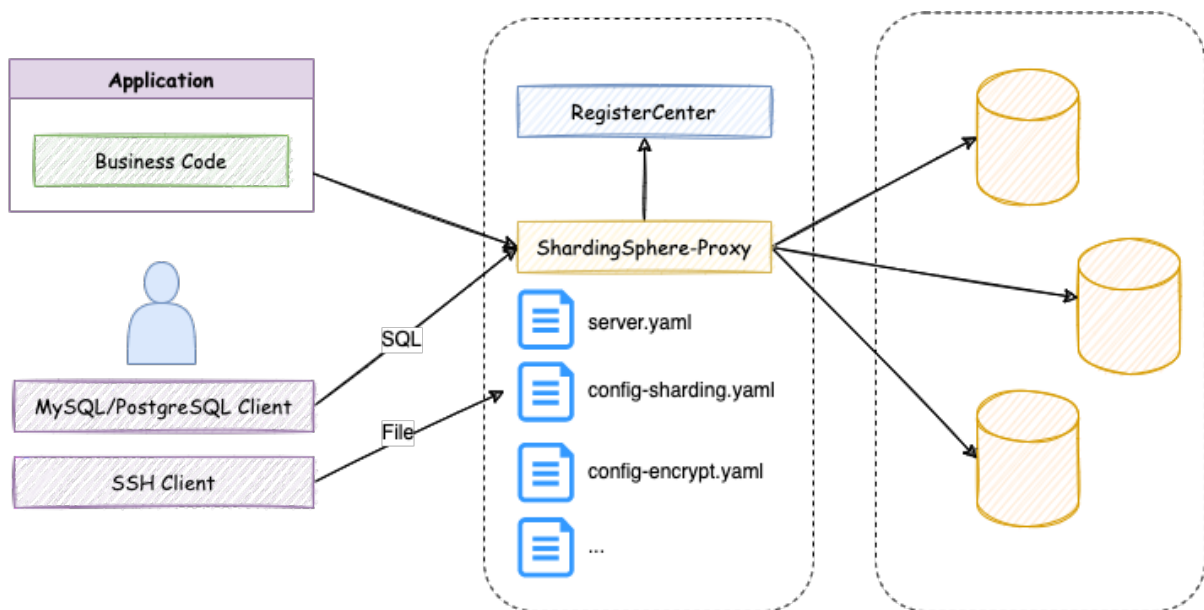 Application
Business Code
MySQL/PostgreSQL Client
SSH Client
SQL
File
RegisterCenter
ShardingSphere-Proxy
server.yaml
config-sharding.yaml
config-encrypt.yaml
...